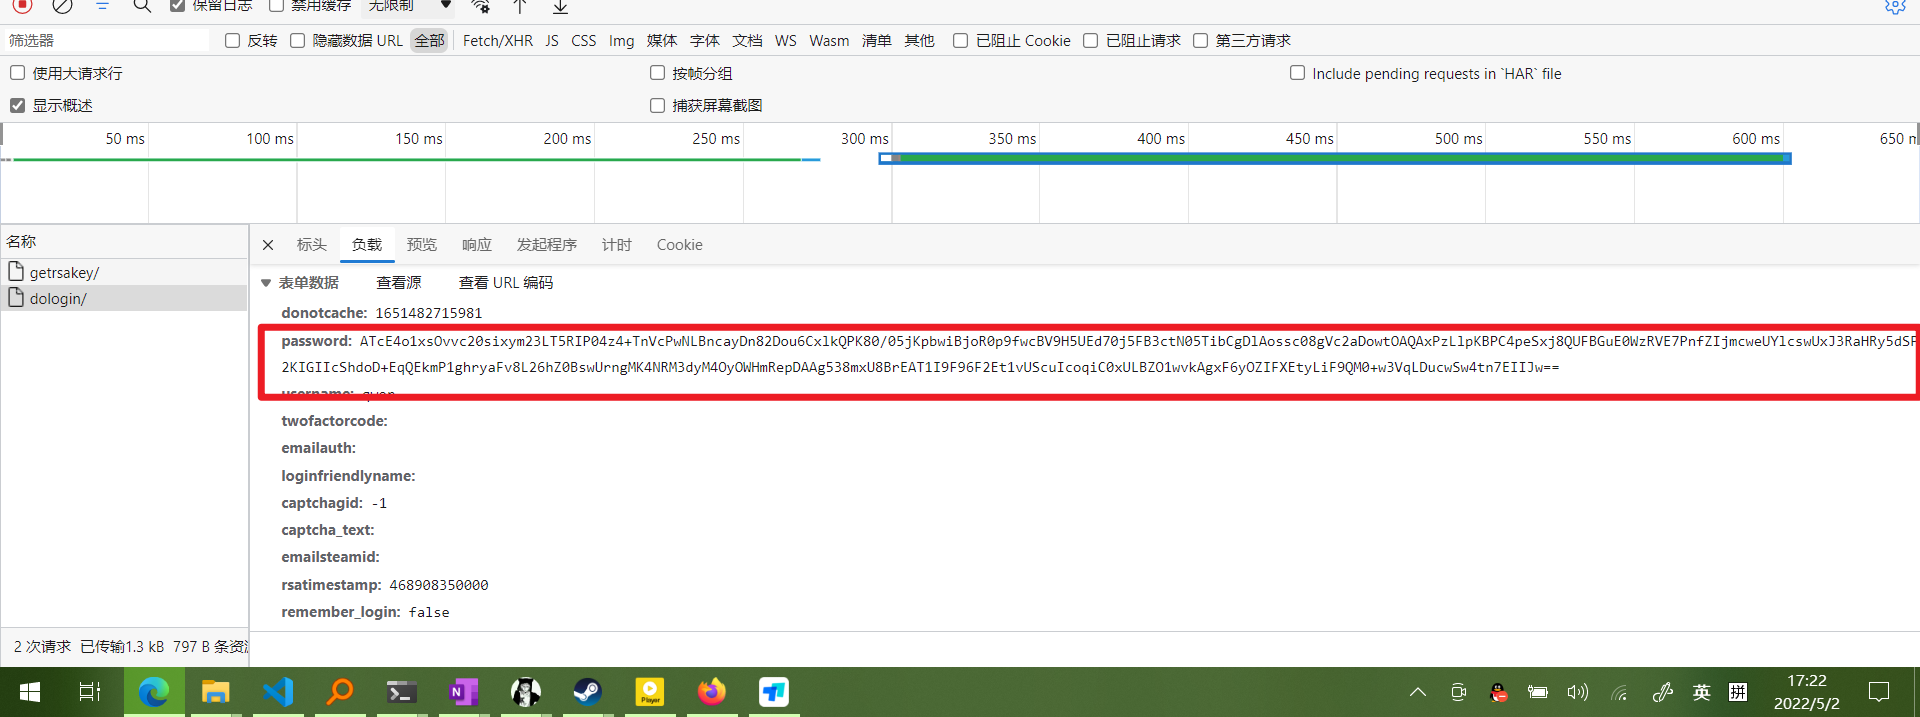 保留日志 禁用缓存 无限制
筛选器 反转 隐藏数据 URL 全部 Fetch/XHR JS CSS Img 媒体 字体 文档 WS Wasm 清单 其他 已阻止 Cookie 已阻止请求 第三方请求
使用大请求行 按帧分组 Include pending requests in `HAR` file
显示概述 捕获屏幕截图
50 ms 100 ms 150 ms 200 ms 250 ms 300 ms 350 ms 400 ms 450 ms 500 ms 550 ms 600 ms 650 m
名称 标头 负载 预览 响应 发起程序 计时 Cookie
getrsakey/
dologin/
表单数据 查看源 查看 URL 编码
donotcache: 1651482715981
password: ATcE4o1xsOvvc20sixym23LT5RIP04z4+TnVcPwNLBncayDn82Dou6CxlkQPK80/05jKpbwiBjoR0p9fwcBV9H5UEd70j5FB3ctN05TibCgDlAossc08gVc2aDowtOAQAxPzLlpKBPC4peSxj8QUFBGuE0WzRVE7PnfZIjmcweUYlcswUxJ3RaHRy5dSF
2KIGIIcShdoD+EqQEkmP1ghryaFv8L26hZ0BswUrngMK4NRM3dyM4OyOWHmRepDAAg538mxU8BrEAT1I9F96F2Et1vUScuIcoqiC0xULBZO1wvkAgxF6yOZIFXEtyLiF9QM0+w3VqLDucwSw4tn7EIIJw==
username:
twofactorcode:
emailauth:
loginfriendlyname:
captchagid: -1
captcha_text:
emailsteamid:
rsatimestamp: 468908350000
remember_login: false
2 次请求 已传输1.3 kB 797 B 条资
Player
英 拼
17:22
2022/5/2